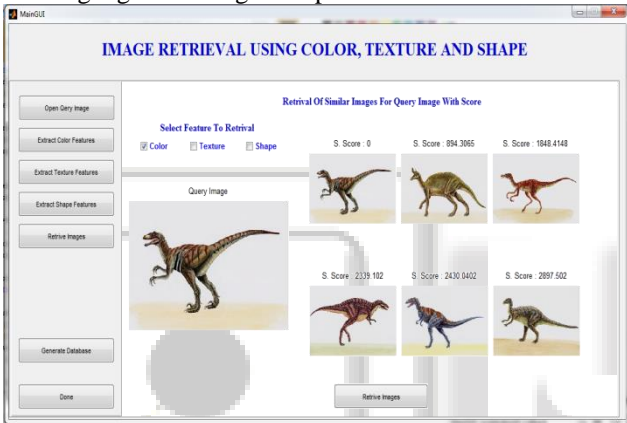 MainGUI
IMAGE RETRIEVAL USING COLOR, TEXTURE AND SHAPE
Open Qery Image
Extract Color Features
Extract Texture Features
Extract Shape Features
Retrive Images
Generate Database
Done
Retrival Of Similar Images For Query Image With Score
Select Feature To Retrival
Color Texture Shape
Query Image
S. Score : 0 S. Score : 894.3065 S. Score : 1848.4148
S. Score : 2339.102 S. Score : 2430.0402 S. Score : 2897.502
Retrive Images